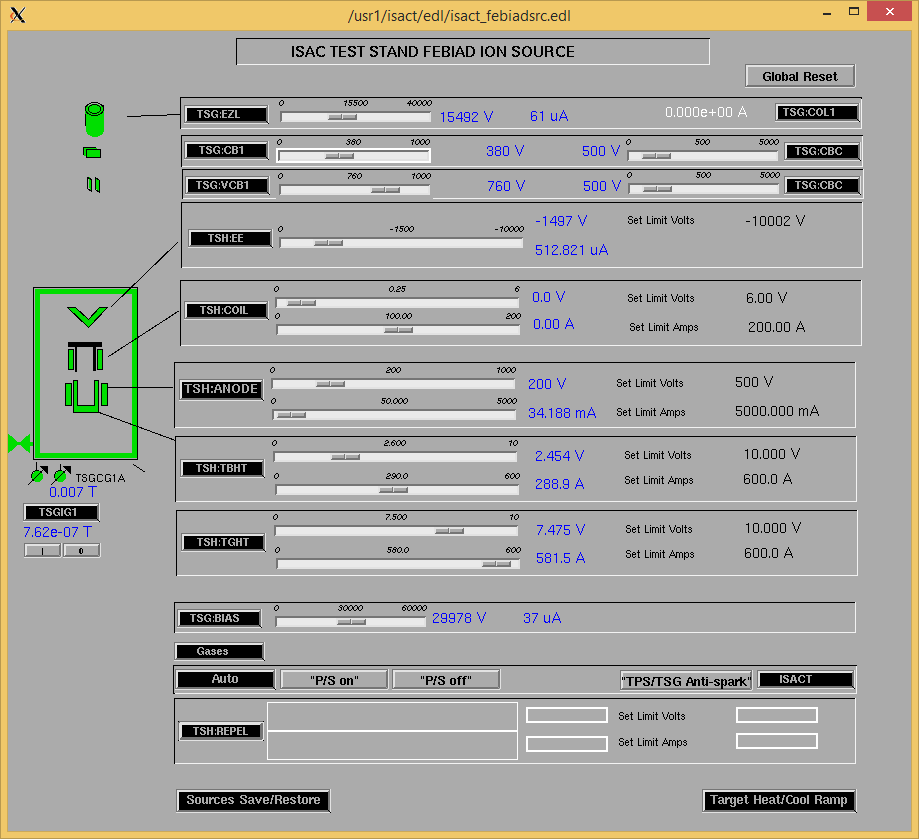 /usr1/isact/edl/isact_febiadsrc.edl
ISAC TEST STAND FEBIAD ION SOURCE
Global Reset
TSG:EZL 0 15500 40000 15492 V 61 uA 0.000e+00 A TSG:COL1
TSG:CB1 0 380 1000 380 V 500 V 0 500 5000 TSG:CBC
TSG:VCB1 0 760 1000 760 V 500 V 0 500 5000 TSG:CBC
TSH:EE 0 -1500 -10000 -1497 V Set Limit Volts -10002 V
512.821 uA
TSH:COIL 0 0.25 6 0.0 V Set Limit Volts 6.00 V
0 100.00 200 0.00 A Set Limit Amps 200.00 A
TSH:ANODE 0 200 1000 200 V Set Limit Volts 500 V
0 50.000 5000 34.188 mA Set Limit Amps 5000.000 mA
TSH:TBHT 0 2.600 10 2.454 V Set Limit Volts 10.000 V
0 290.0 600 288.9 A Set Limit Amps 600.0 A
TSGCG1A
0.007 T
TSGIG1
7.62e-07 T
I 0
TSH:TGHT 0 7.500 10 7.475 V Set Limit Volts 10.000 V
0 580.0 600 581.5 A Set Limit Amps 600.0 A
TSG:BIAS 0 30000 60000 29978 V 37 uA
Gases
Auto "P/S on" "P/S off" "TPS/TSG Anti-spark" ISACT
TSH:REPEL Set Limit Volts
Set Limit Amps
Sources Save/Restore Target Heat/Cool Ramp